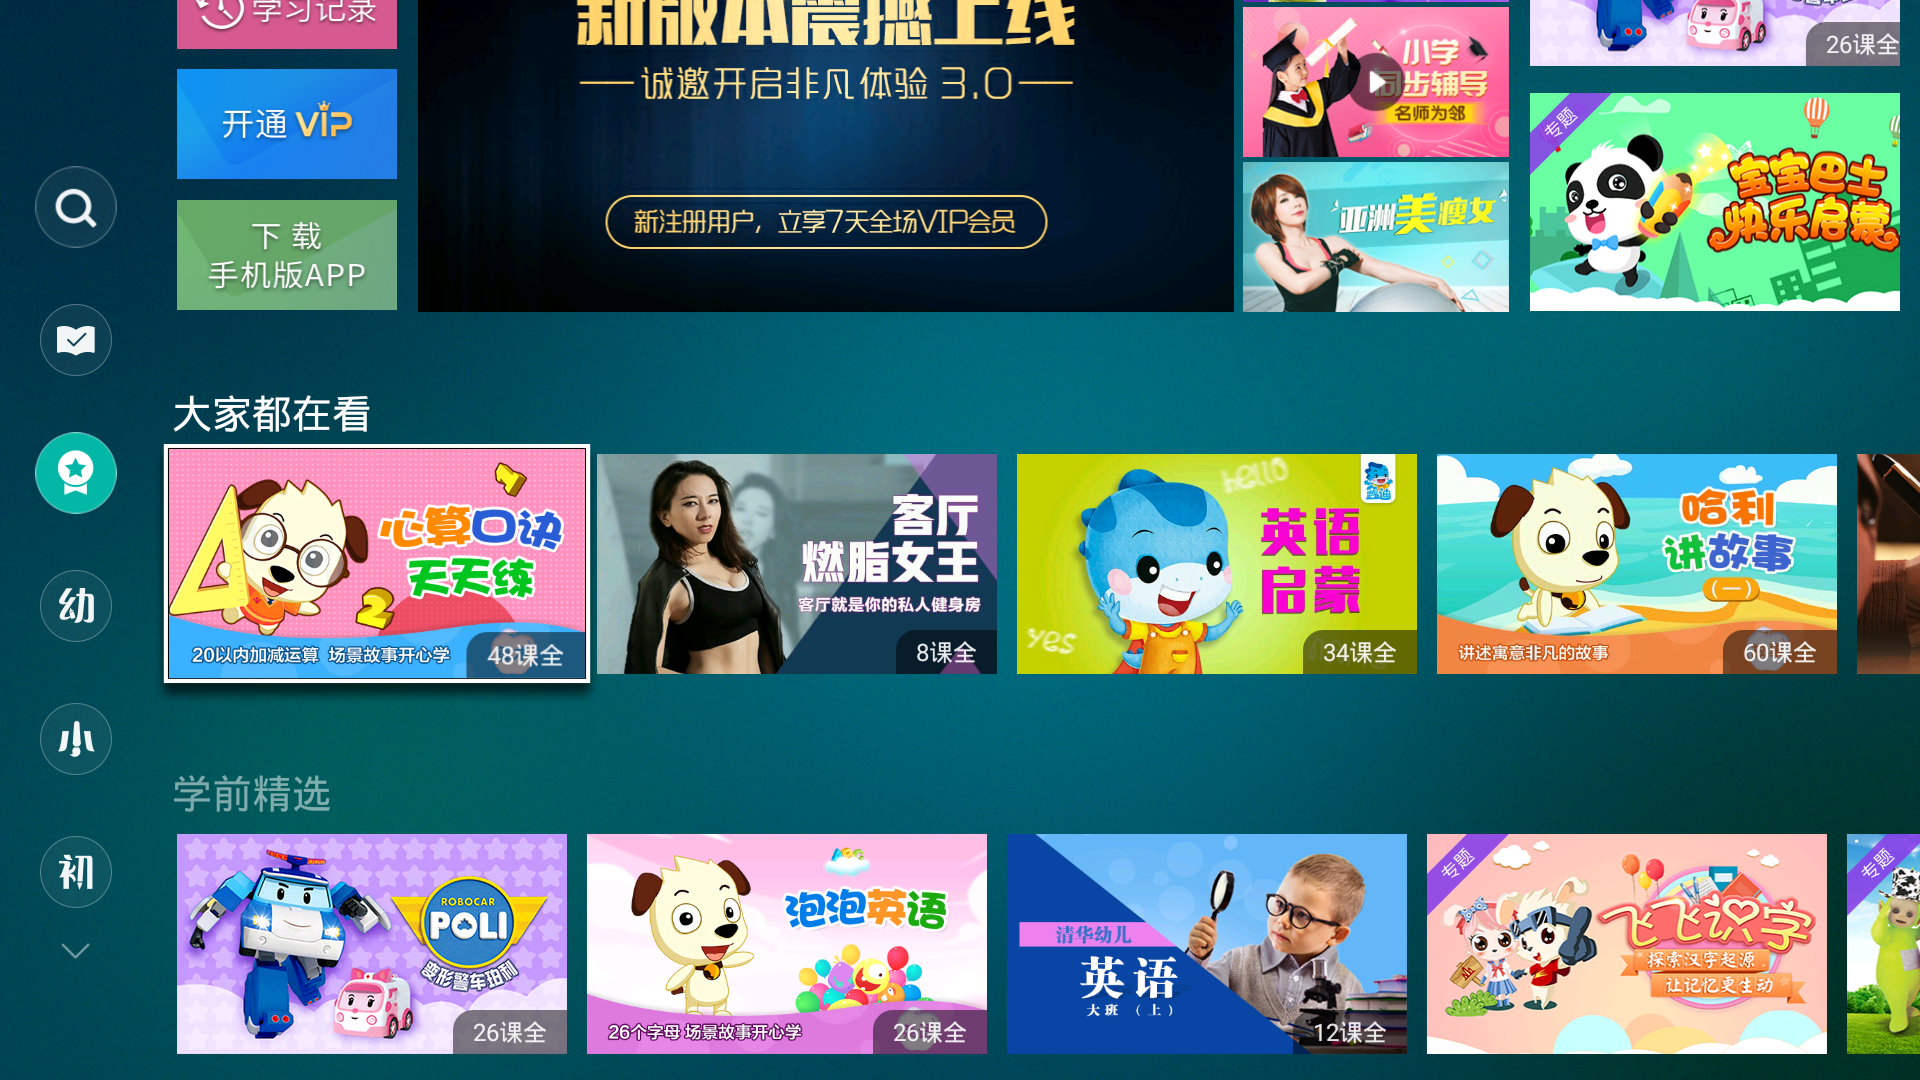 学习记录
开通 VIP
下 载
手机版APP
新版本震撼上线
诚邀开启非凡体验 3.0
新注册用户，立享7天全场VIP会员
小学
同步辅导
名师为邻
亚洲美瘦女
26课全
专题
宝宝巴士
快乐启蒙
大家都在看
心算口诀
天天练
20以内加减运算 场景故事开心学
48课全
客厅
燃脂女王
客厅就是你的私人健身房
8课全
hello
英语
启蒙
yes
34课全
哈利
讲故事
(一)
讲述寓意非凡的故事
60课全
幼
小
初
学前精选
ROBOCAR
POLI
变形警车珀利
26课全
ABC
泡泡英语
26个字母 场景故事开心学
26课全
清华幼儿
英语
大班（上）
12课全
专题
飞飞识字
探索汉字起源
让记忆更生动
专题